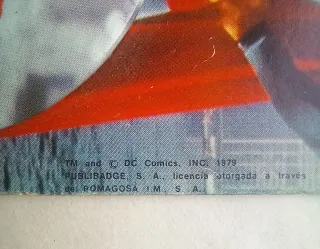 TM and © DC Comics, INC. 1979
PUBLIBADGE, S. A., licencia otorgada a través
de ROMAGOSA I.M., S. A.